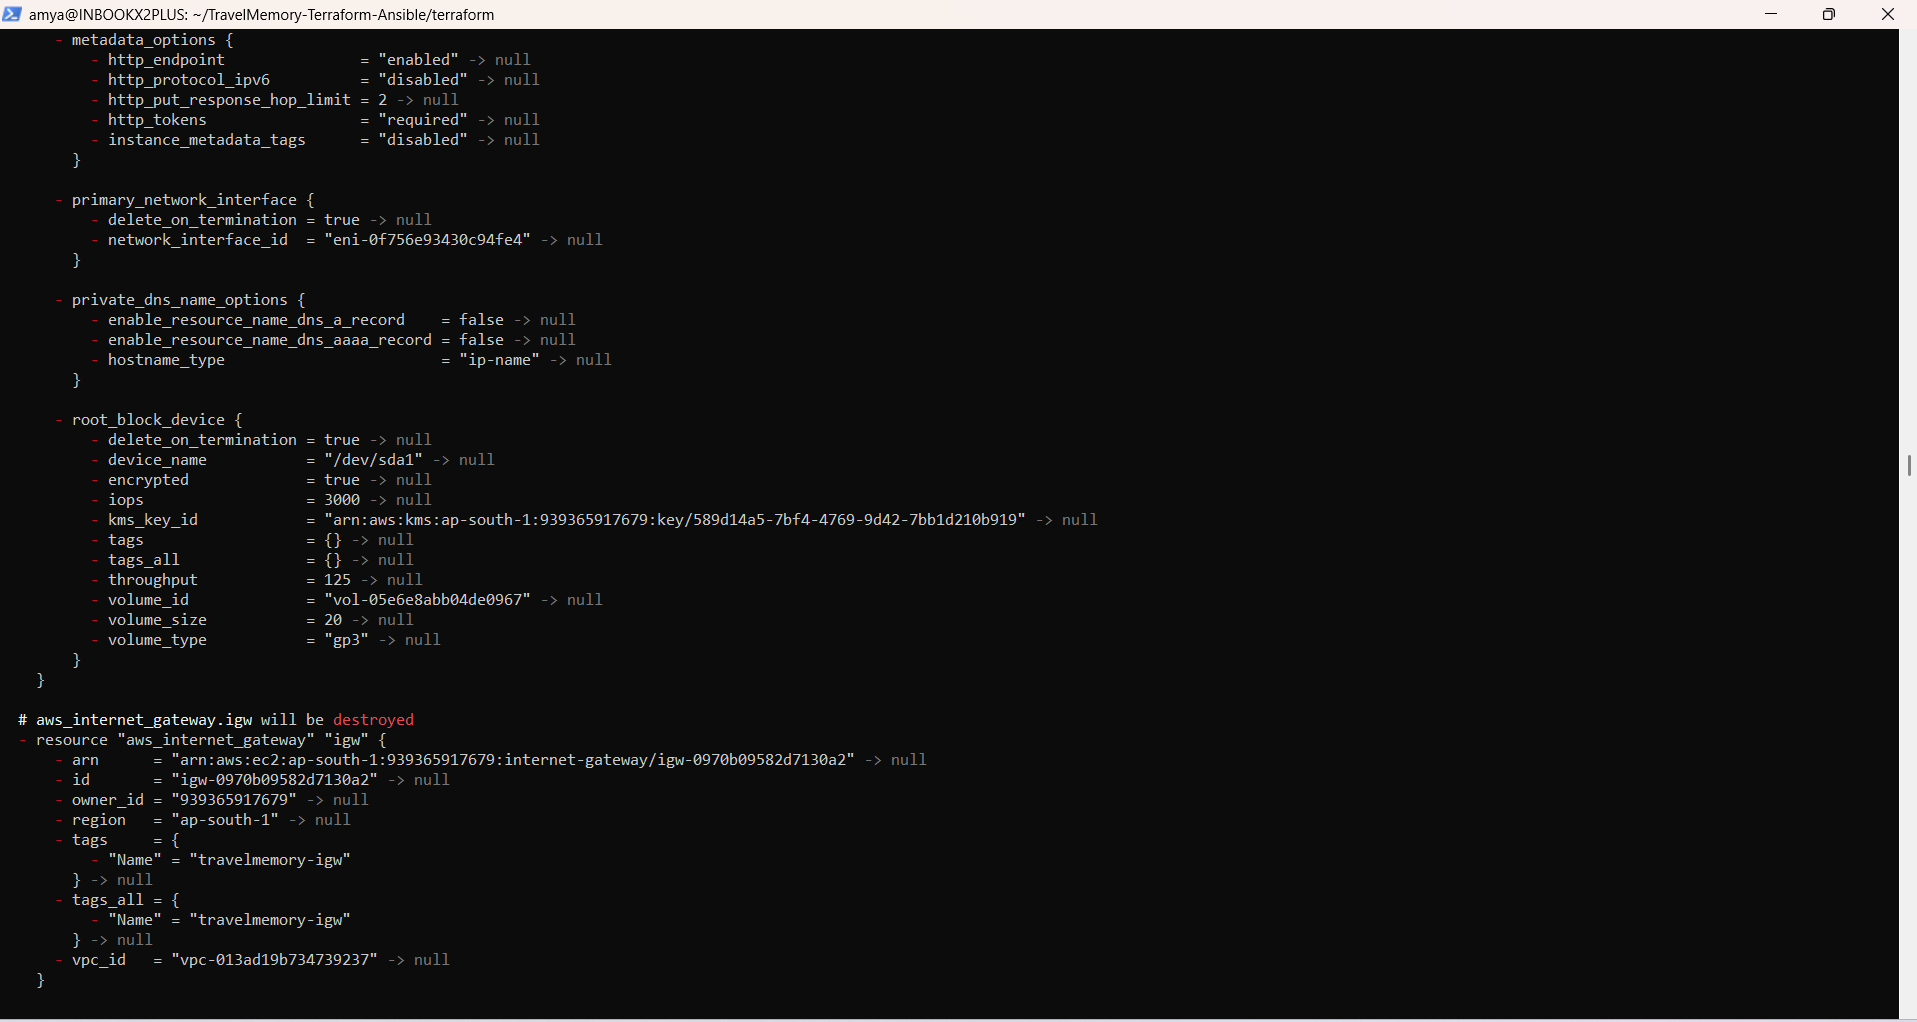 amya@INBOOKX2PLUS: ~/TravelMemory-Terraform-Ansible/terraform
- metadata_options {
- http_endpoint = "enabled" -> null
- http_protocol_ipv6 = "disabled" -> null
- http_put_response_hop_limit = 2 -> null
- http_tokens = "required" -> null
- instance_metadata_tags = "disabled" -> null
}
- primary_network_interface {
- delete_on_termination = true -> null
- network_interface_id = "eni-0f756e93430c94fe4" -> null
}
- private_dns_name_options {
- enable_resource_name_dns_a_record = false -> null
- enable_resource_name_dns_aaaa_record = false -> null
- hostname_type = "ip-name" -> null
}
- root_block_device {
- delete_on_termination = true -> null
- device_name = "/dev/sda1" -> null
- encrypted = true -> null
- iops = 3000 -> null
- kms_key_id = "arn:aws:kms:ap-south-1:939365917679:key/589d14a5-7bf4-4769-9d42-7bb1d210b919" -> null
- tags = {} -> null
- tags_all = {} -> null
- throughput = 125 -> null
- volume_id = "vol-05e6e8abb04de0967" -> null
- volume_size = 20 -> null
- volume_type = "gp3" -> null
}
}
# aws_internet_gateway.igw will be destroyed
- resource "aws_internet_gateway" "igw" {
- arn = "arn:aws:ec2:ap-south-1:939365917679:internet-gateway/igw-0970b09582d7130a2" -> null
- id = "igw-0970b09582d7130a2" -> null
- owner_id = "939365917679" -> null
- region = "ap-south-1" -> null
- tags = {
- "Name" = "travelmemory-igw"
} -> null
- tags_all = {
- "Name" = "travelmemory-igw"
} -> null
- vpc_id = "vpc-013ad19b734739237" -> null
}